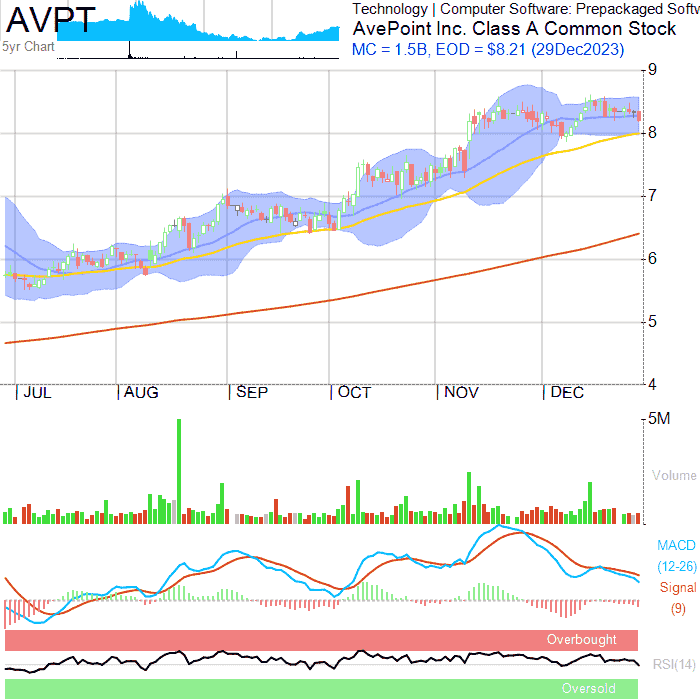 AVPT
5yr Chart
Technology | Computer Software: Prepackaged Softw
AvePoint Inc. Class A Common Stock
MC = 1.5B, EOD = $8.21 (29Dec2023)
9
8
7
6
5
4
JUL AUG SEP OCT NOV DEC
5M
Volume
MACD
(12-26)
Signal
(9)
Overbought
RSI(14)
Oversold